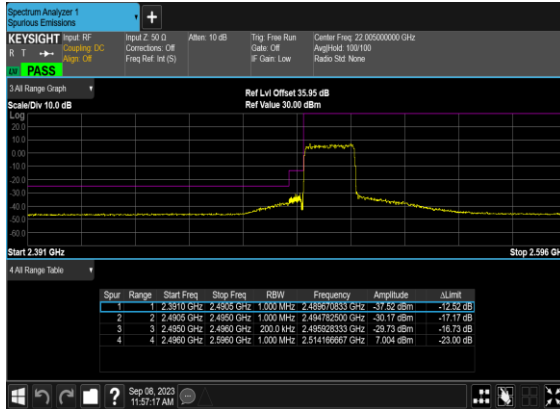 Spectrum Analyzer 1
Spurious Emissions
+
KEYSIGHT Input: RF Input Z: 50 Ω Atten: 10 dB Trig: Free Run Center Freq: 22.005000000 GHz
R T Coupling: DC Corrections: Off Gate: Off Avg|Hold: 100/100
Align: Off Freq Ref: Int (S) IF Gain: Low Radio Std: None
PASS
3 All Range Graph Ref Lvl Offset 35.95 dB
Scale/Div 10.0 dB Ref Value 30.00 dBm
Log
20.0
10.0
0.00
-10.0
-20.0
-30.0
-40.0
-50.0
-60.0
Start 2.391 GHz Stop 2.596 GH
4 All Range Table
Spur Range Start Freq Stop Freq RBW Frequency Amplitude ΔLimit
1 1 2.3910 GHz 2.4905 GHz 1.000 MHz 2.489670833 GHz -37.52 dBm -12.52 dB
2 2 2.4905 GHz 2.4950 GHz 1.000 MHz 2.494782500 GHz -30.17 dBm -17.17 dB
3 3 2.4950 GHz 2.4960 GHz 200.0 kHz 2.495928333 GHz -29.73 dBm -16.73 dB
4 4 2.4960 GHz 2.5960 GHz 1.000 MHz 2.514166667 GHz 7.004 dBm -23.00 dB
? Sep 08, 2023
11:57:17 AM